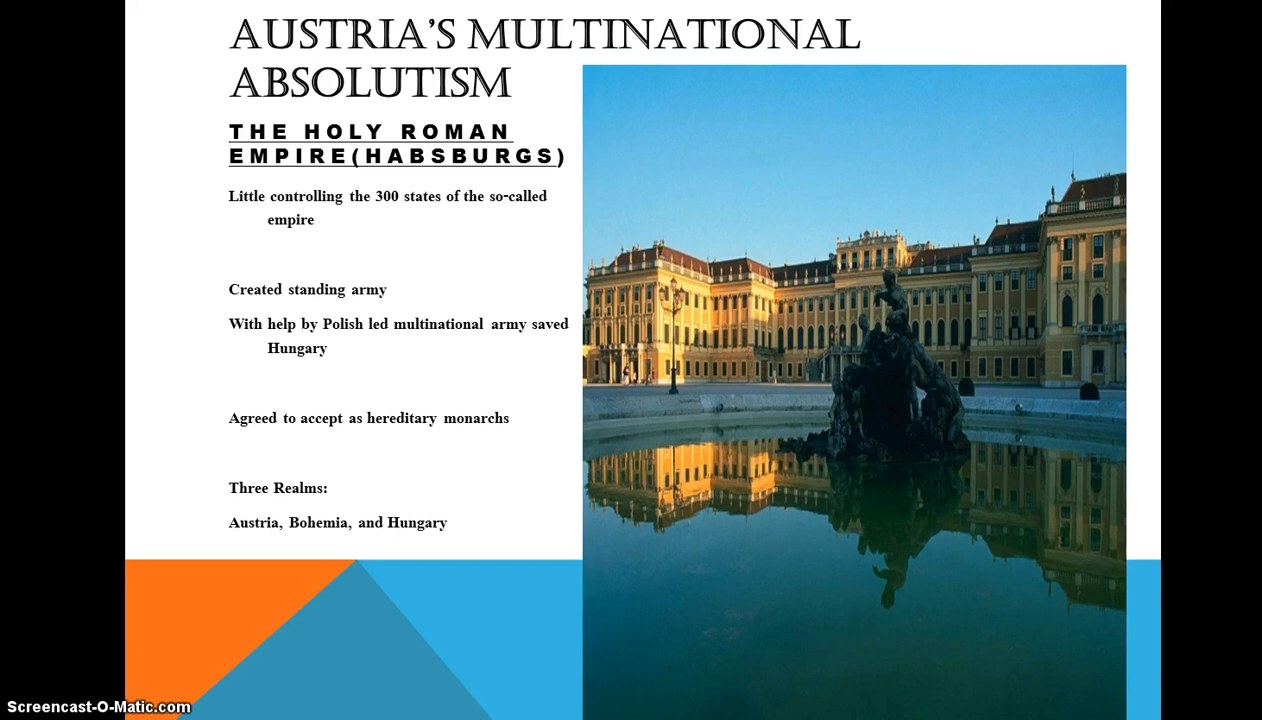 AUSTRIA'S MULTINATIONAL
ABSOLUTISM
THE HOLY ROMAN
EMPIRE(HABSBURGS)
Little controlling the 300 states of the so-called
empire
Created standing army
With help by Polish led multinational army saved
Hungary
Agreed to accept as hereditary monarchs
Three Realms:
Austria, Bohemia, and Hungary
Screencast-O-Matic.com